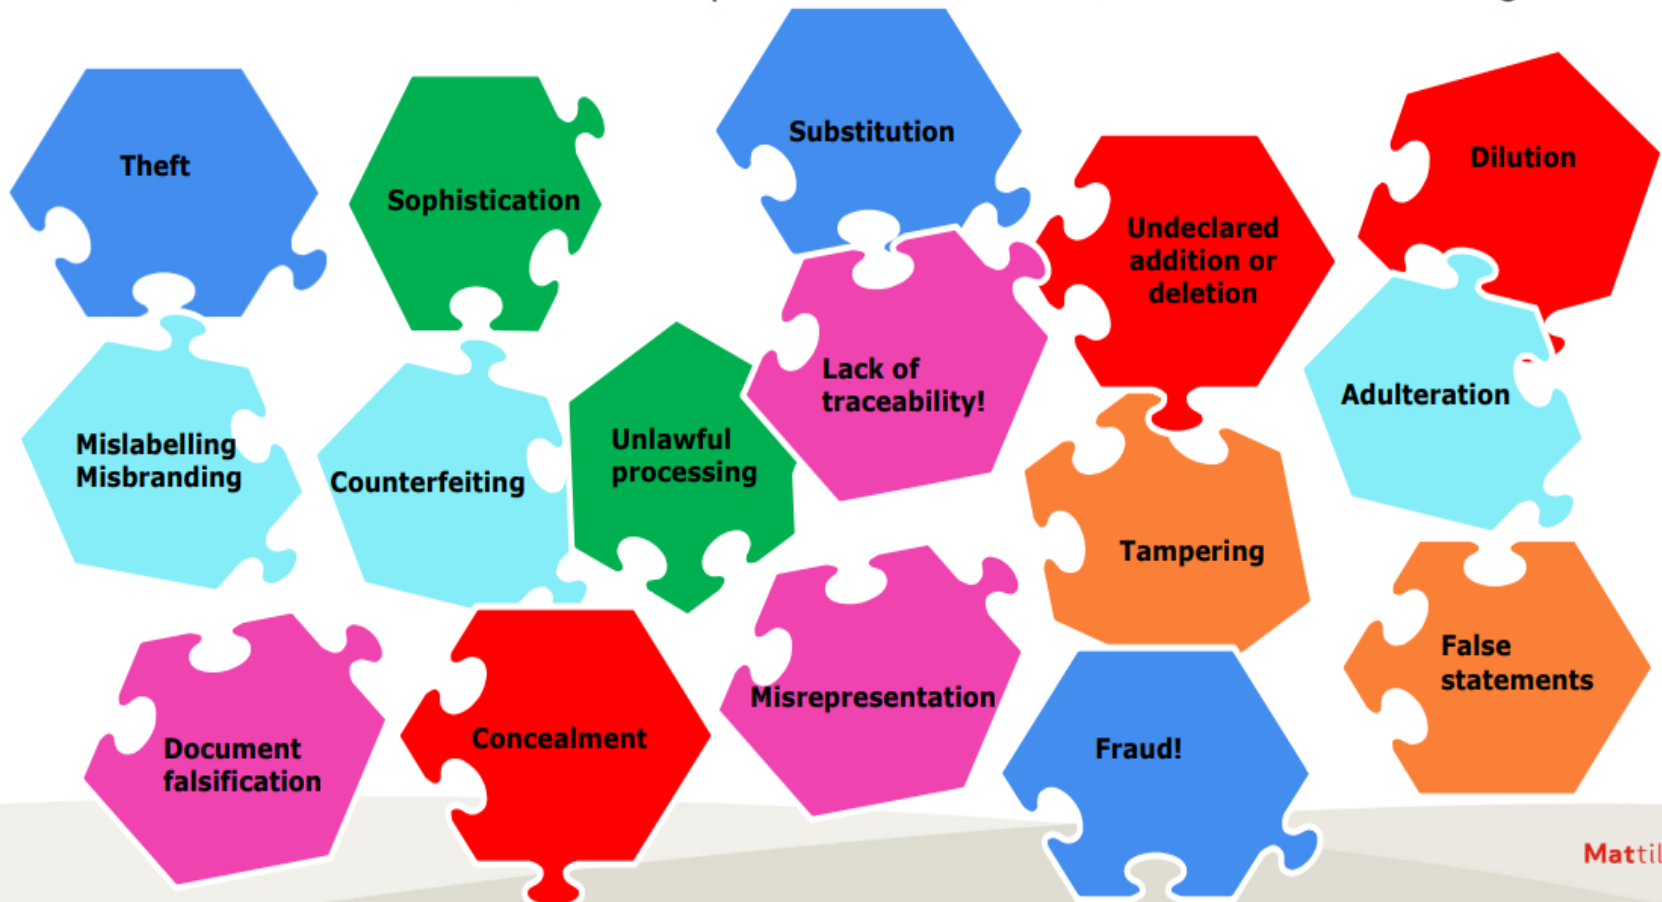 Theft
Sophistication
Substitution
Undeclared
addition or
deletion
Dilution
Mislabelling
Misbranding
Counterfeiting
Unlawful
processing
Lack of
traceability!
Adulteration
Tampering
Document
falsification
Concealment
Misrepresentation
Fraud!
False
statements
Mattil